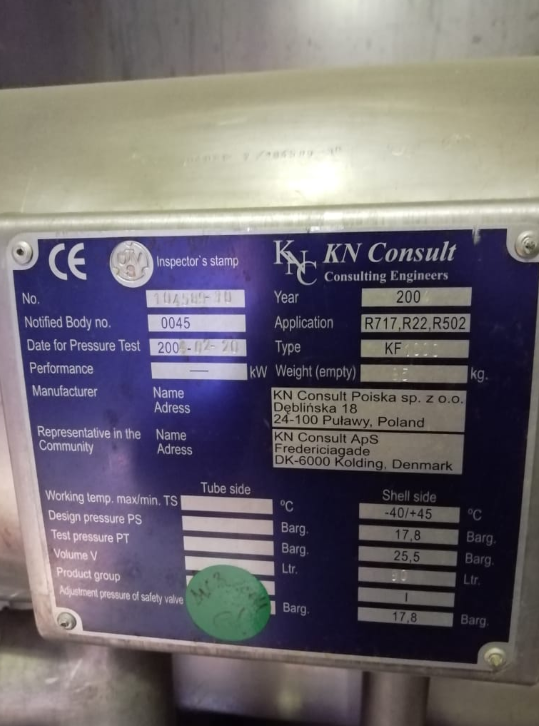 CE
Inspector`s stamp
KNC KN Consult
Consulting Engineers
No.
Year 200
Notified Body no. 0045
Application R717,R22,R502
Date for Pressure Test 200
Type KF
Performance — kW
Weight (empty) kg.
Manufacturer Name
Adress
KN Consult Polska sp. z o.o.
Dęblińska 18
24-100 Puławy, Poland
Representative in the
Community
Name
Adress
KN Consult ApS
Fredericiagade
DK-6000 Kolding, Denmark
Tube side Shell side
Working temp. max/min. TS °C -40/+45 °C
Design pressure PS Barg. 17,8 Barg.
Test pressure PT Barg. 25,5 Barg.
Volume V Ltr. Ltr.
Product group I
Adjustment pressure of safety valve Barg. 17,8 Barg.